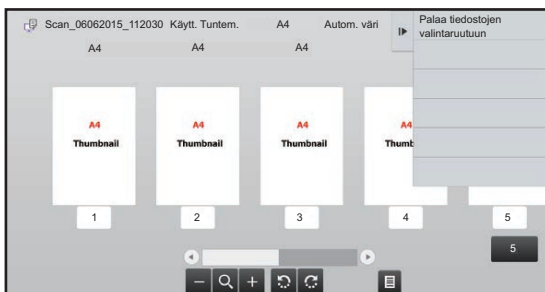 Scan_06062015_112030 Käytt. Tuntem. A4 Autom. väri
Palaa tiedostojen
valintaruutuun
A4 A4 A4
A4 A4 A4 A4
Thumbnail Thumbnail Thumbnail Thumb
1 2 3 4 5
5